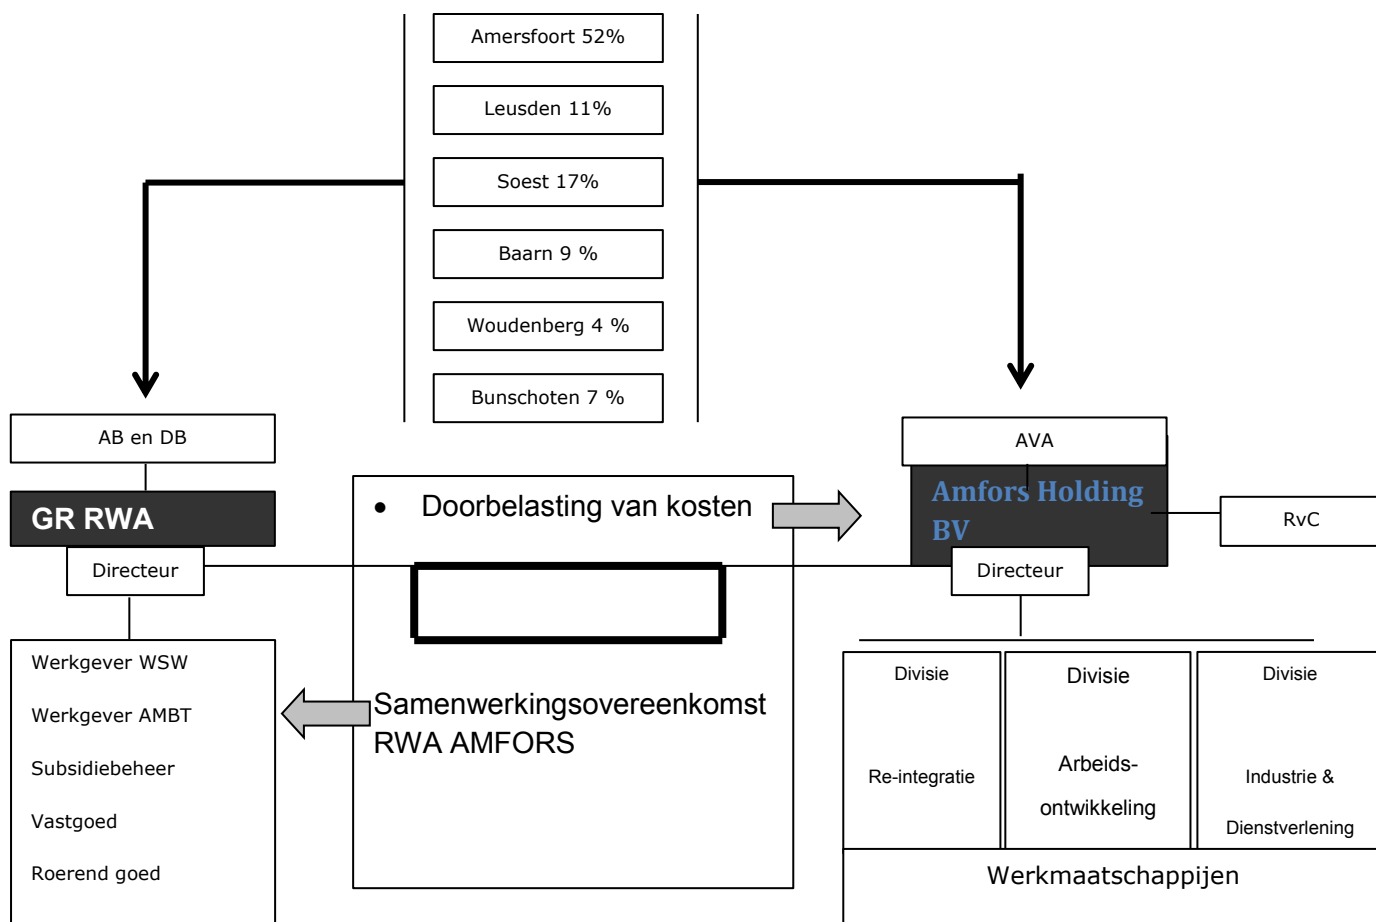 Amersfoort 52%
Leusden 11%
Soest 17%
Baarn 9 %
Woudenberg 4 %
Bunschoten 7 %
AB en DB
GR RWA
Directeur
Werkgever WSW
Werkgever AMBT
Subsidiebeheer
Vastgoed
Roerend goed
• Doorbelasting van kosten
Samenwerkingsovereenkomst
RWA AMFORS
AVA
Amfors Holding
BV
RvC
Directeur
Divisie
Re-integratie
Divisie
Arbeids-
ontwikkeling
Divisie
Industrie &
Dienstverlening
Werkmaatschappijen